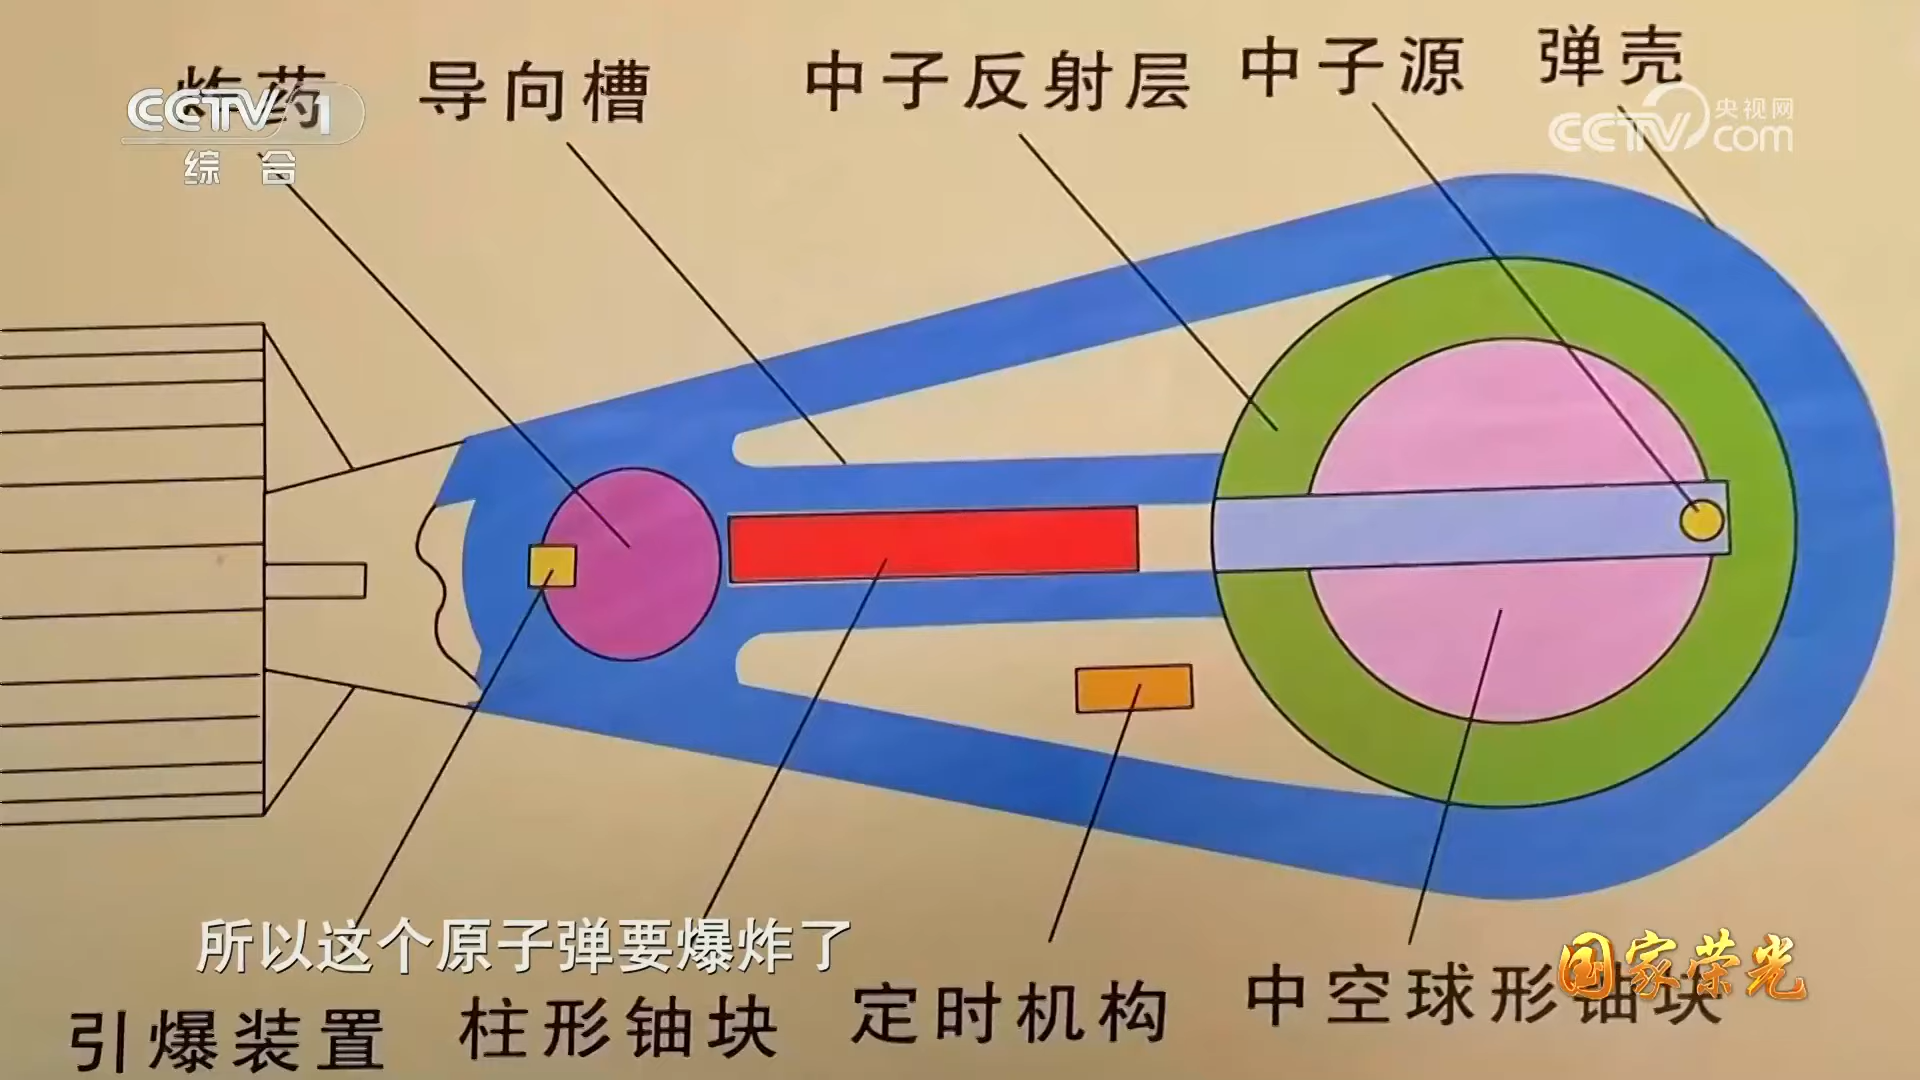 炸药 导向槽 中子反射层 中子源 弹壳
CCTV 1
综合
央视网
CCTV.com
所以这个原子弹要爆炸了
国家荣光
引爆装置 柱形铀块 定时机构 中空球形铀块